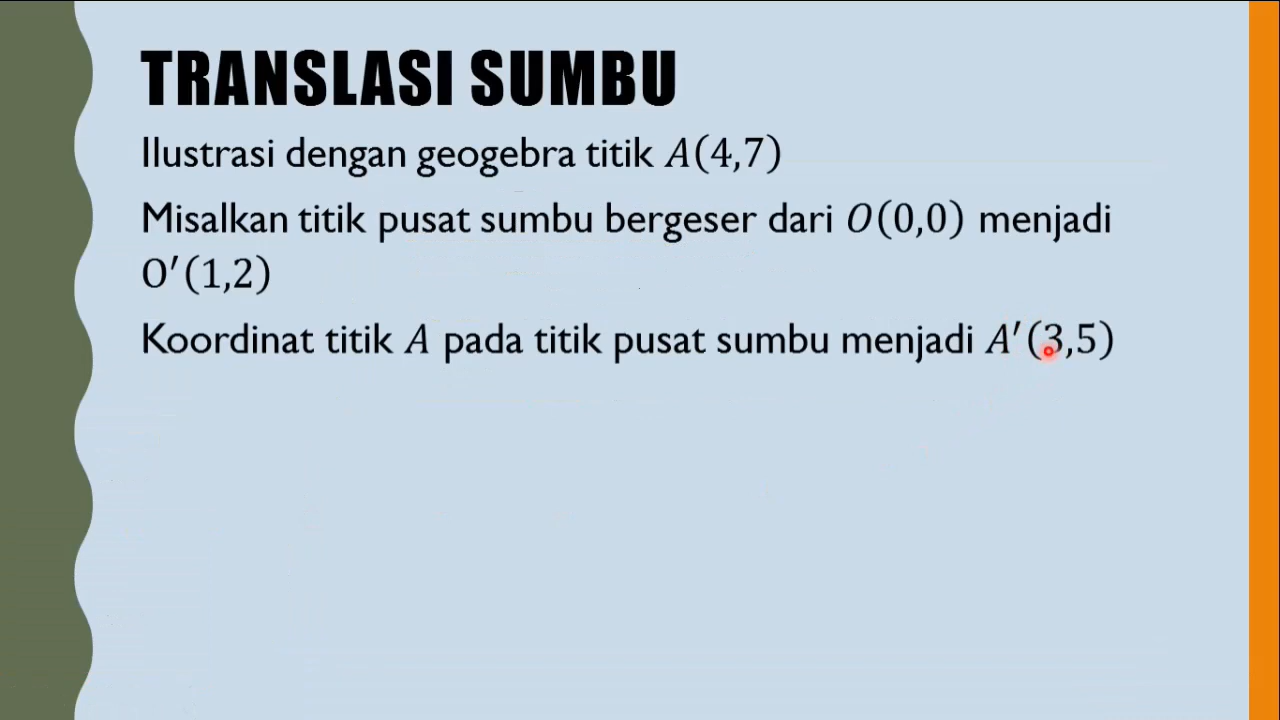 TRANSLASI SUMBU
Ilustrasi dengan geogebra titik A(4,7)
Misalkan titik pusat sumbu bergeser dari O(0,0) menjadi
O′(1,2)
Koordinat titik A pada titik pusat sumbu menjadi A′(3,5)